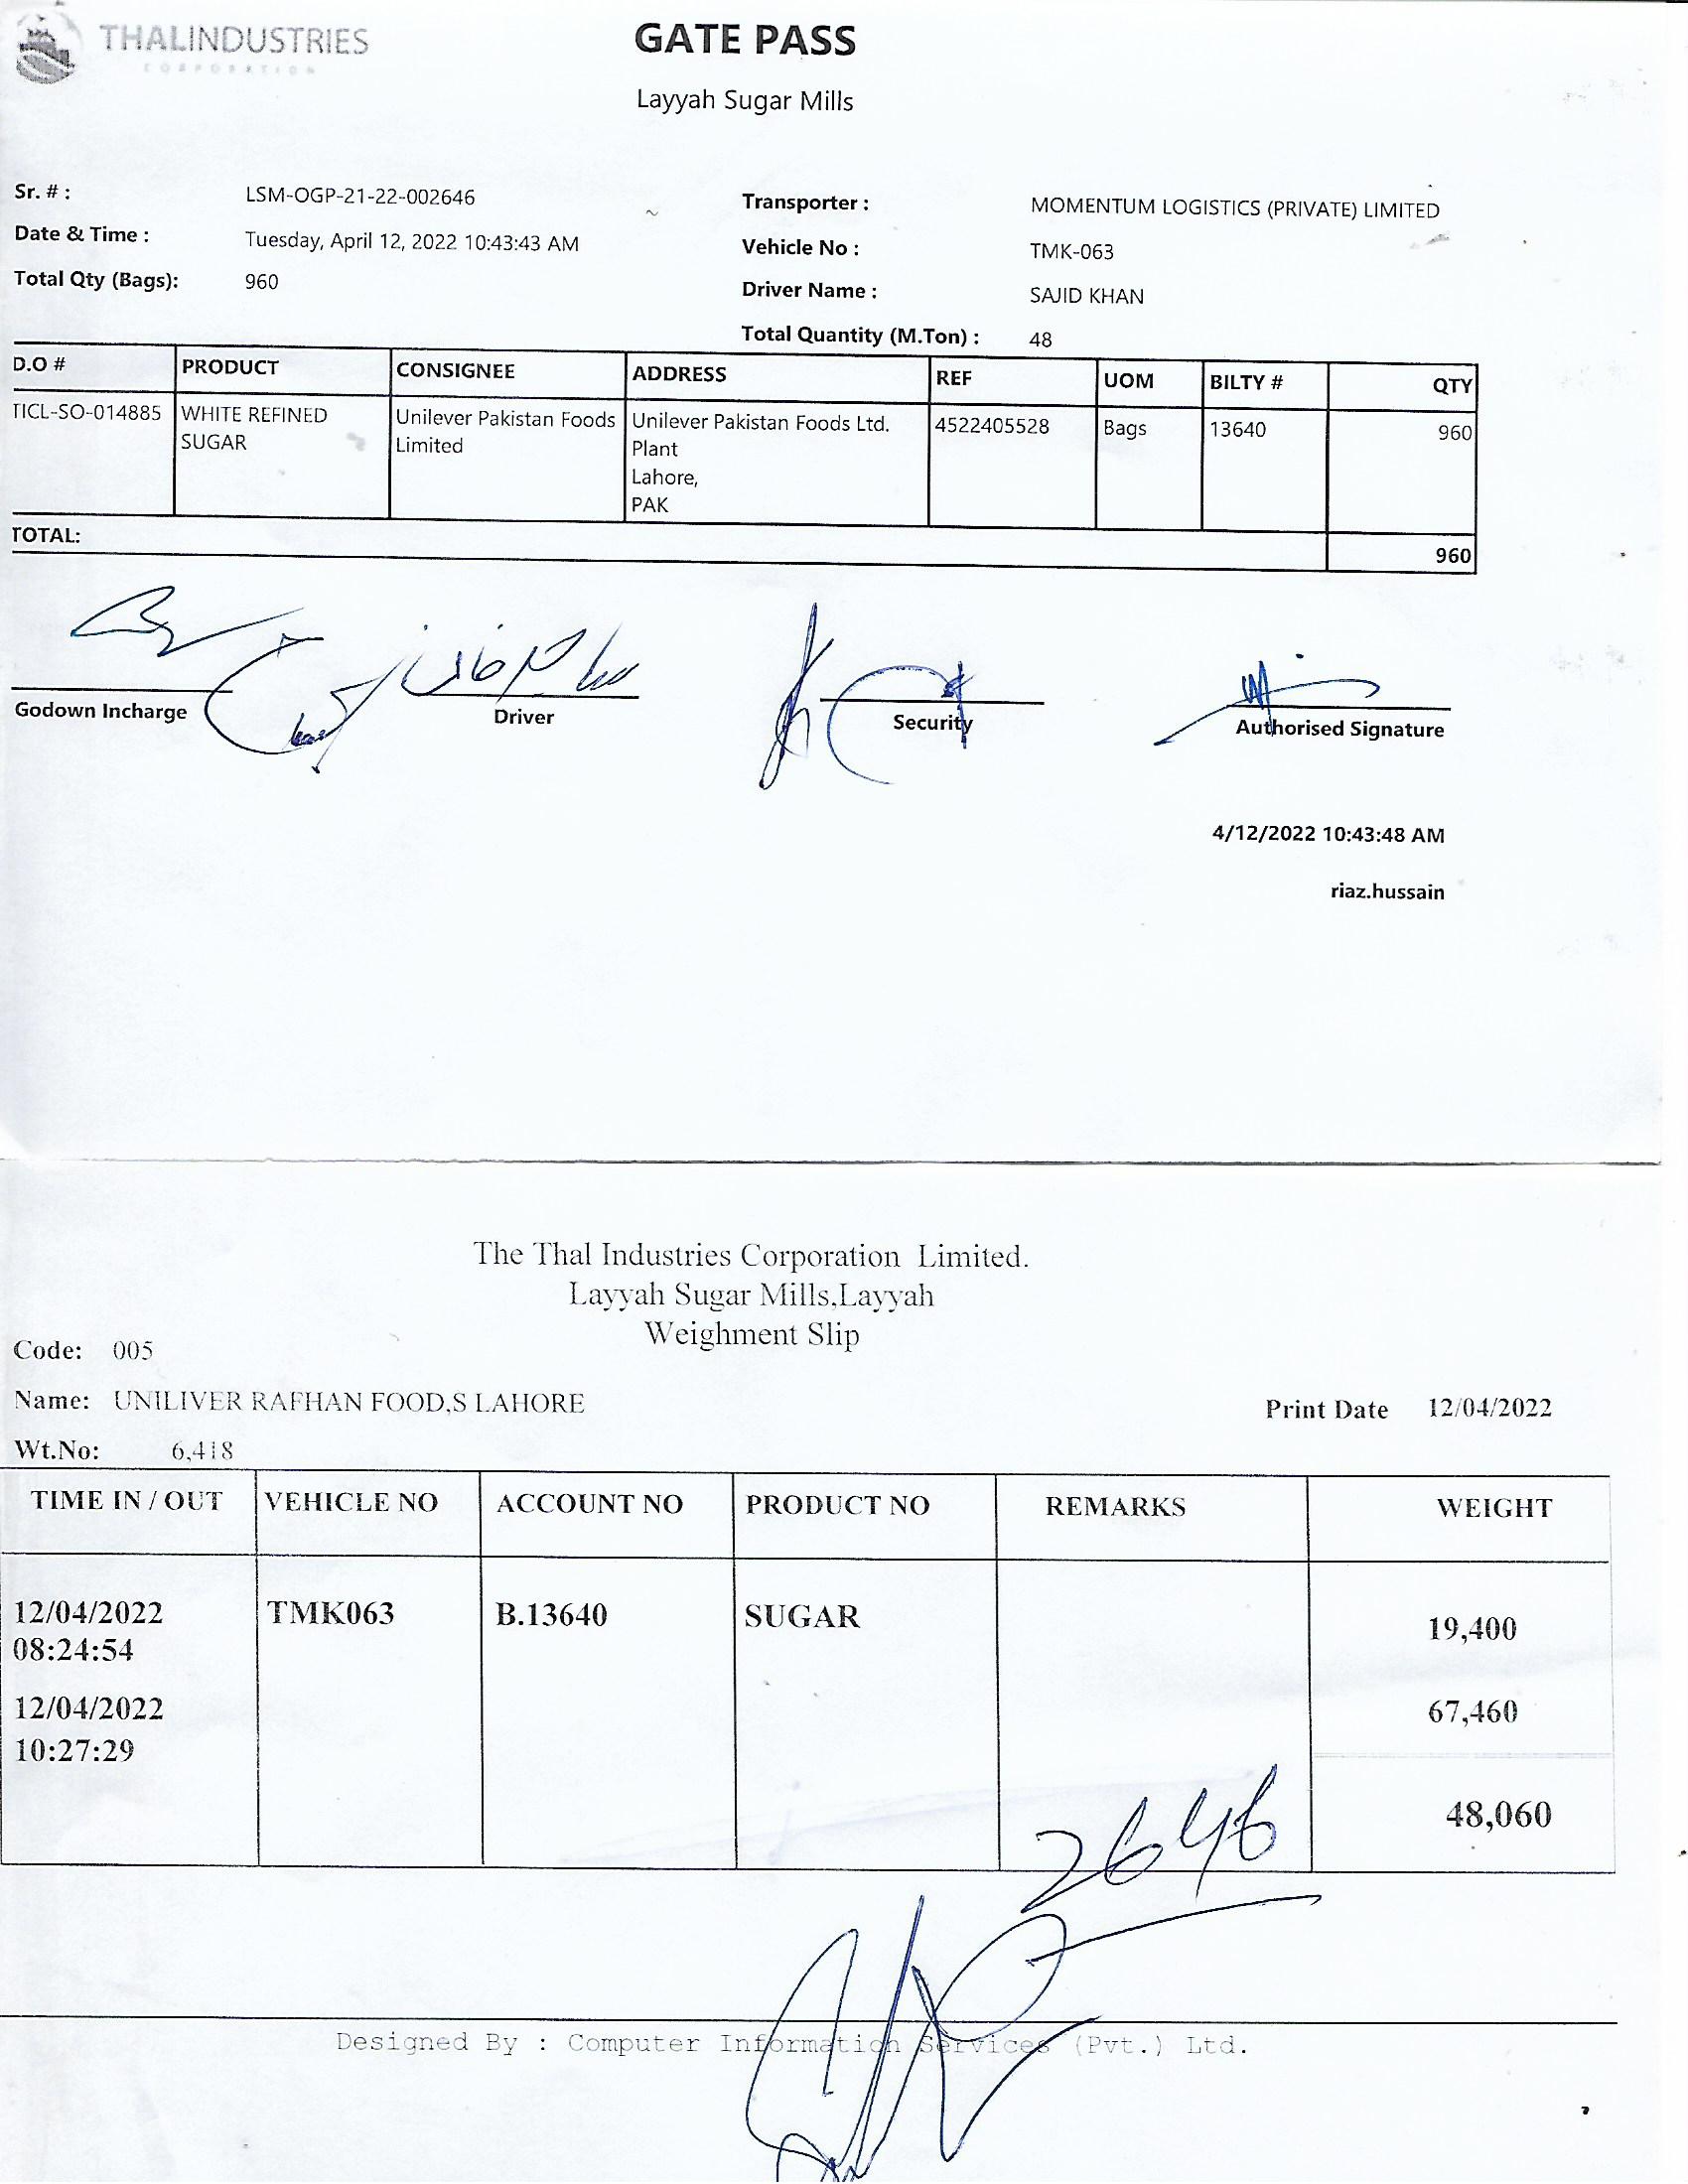 THALINDUSTRIES
CORPORATION
GATE PASS
Layyah Sugar Mills
Sr. # : LSM-OGP-21-22-002646
Date & Time : Tuesday, April 12, 2022 10:43:43 AM
Total Qty (Bags): 960
Transporter : MOMENTUM LOGISTICS (PRIVATE) LIMITED
Vehicle No : TMK-063
Driver Name : SAJID KHAN
Total Quantity (M.Ton) : 48
D.O # PRODUCT CONSIGNEE ADDRESS REF UOM BILTY # QTY
TICL-SO-014885 WHITE REFINED Unilever Pakistan Foods Unilever Pakistan Foods Ltd. 4522405528 Bags 13640 960
SUGAR Limited Plant
Lahore,
PAK
TOTAL: 960
Godown Incharge Driver Security Authorised Signature
4/12/2022 10:43:48 AM
riaz.hussain
The Thal Industries Corporation Limited.
Layyah Sugar Mills,Layyah
Weighment Slip
Code: 005
Name: UNILIVER RAFHAN FOOD,S LAHORE
Print Date 12/04/2022
Wt.No: 6,418
TIME IN / OUT VEHICLE NO ACCOUNT NO PRODUCT NO REMARKS WEIGHT
12/04/2022 TMK063 B.13640 SUGAR 19,400
08:24:54
12/04/2022 67,460
10:27:29
48,060
2646
Designed By : Computer Information Services (Pvt.) Ltd.